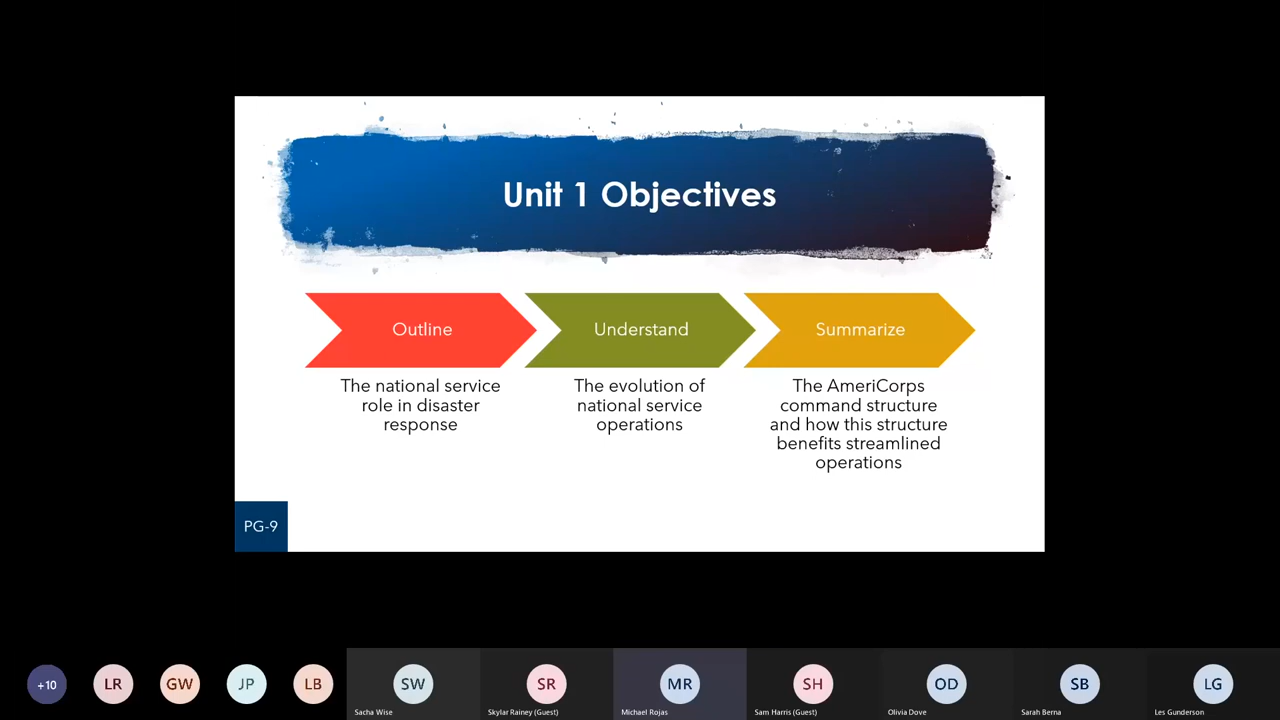 Unit 1 Objectives
Outline
The national service
role in disaster
response
Understand
The evolution of
national service
operations
Summarize
The AmeriCorps
command structure
and how this structure
benefits streamlined
operations
PG-9
+10
LR
GW
JP
LB
SW
Sacha Wise
SR
Skylar Rainey (Guest)
MR
Michael Rojas
SH
Sam Harris (Guest)
OD
Olivia Dove
SB
Sarah Berna
LG
Les Gunderson